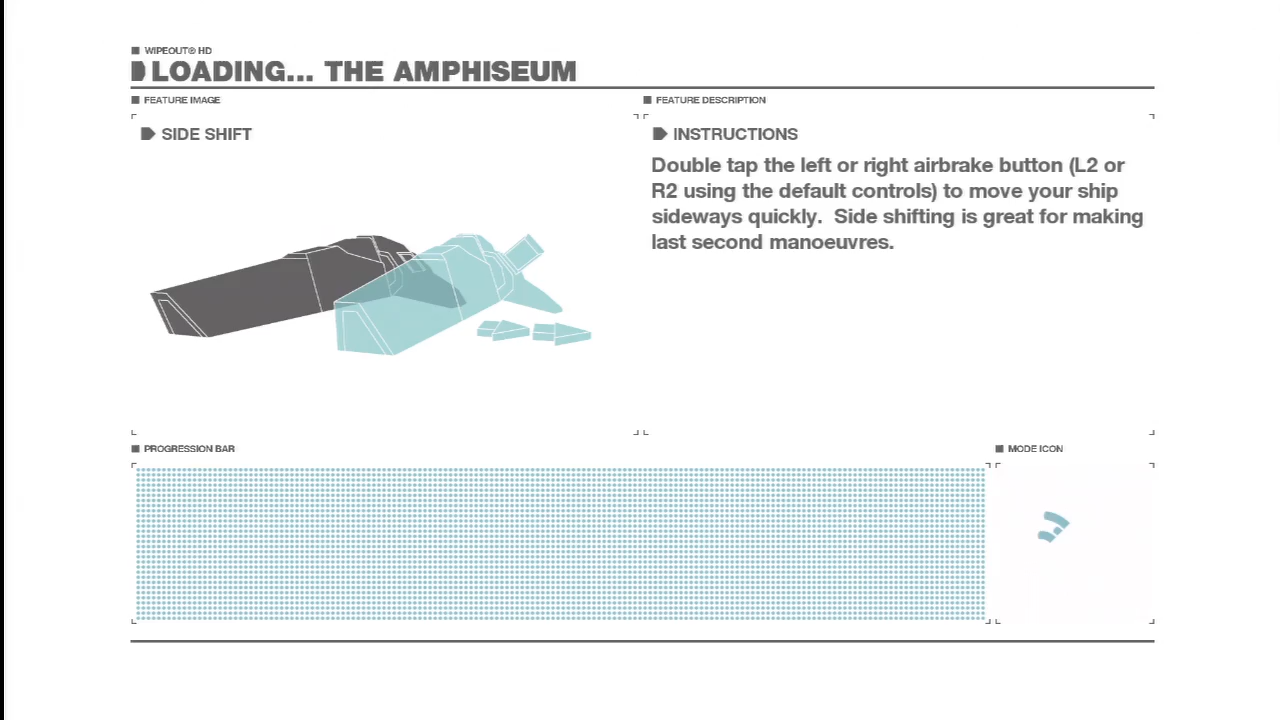 WIPEOUT® HD
LOADING... THE AMPHISEUM
FEATURE IMAGE
SIDE SHIFT
FEATURE DESCRIPTION
INSTRUCTIONS
Double tap the left or right airbrake button (L2 or
R2 using the default controls) to move your ship
sideways quickly.  Side shifting is great for making
last second manoeuvres.
PROGRESSION BAR
MODE ICON